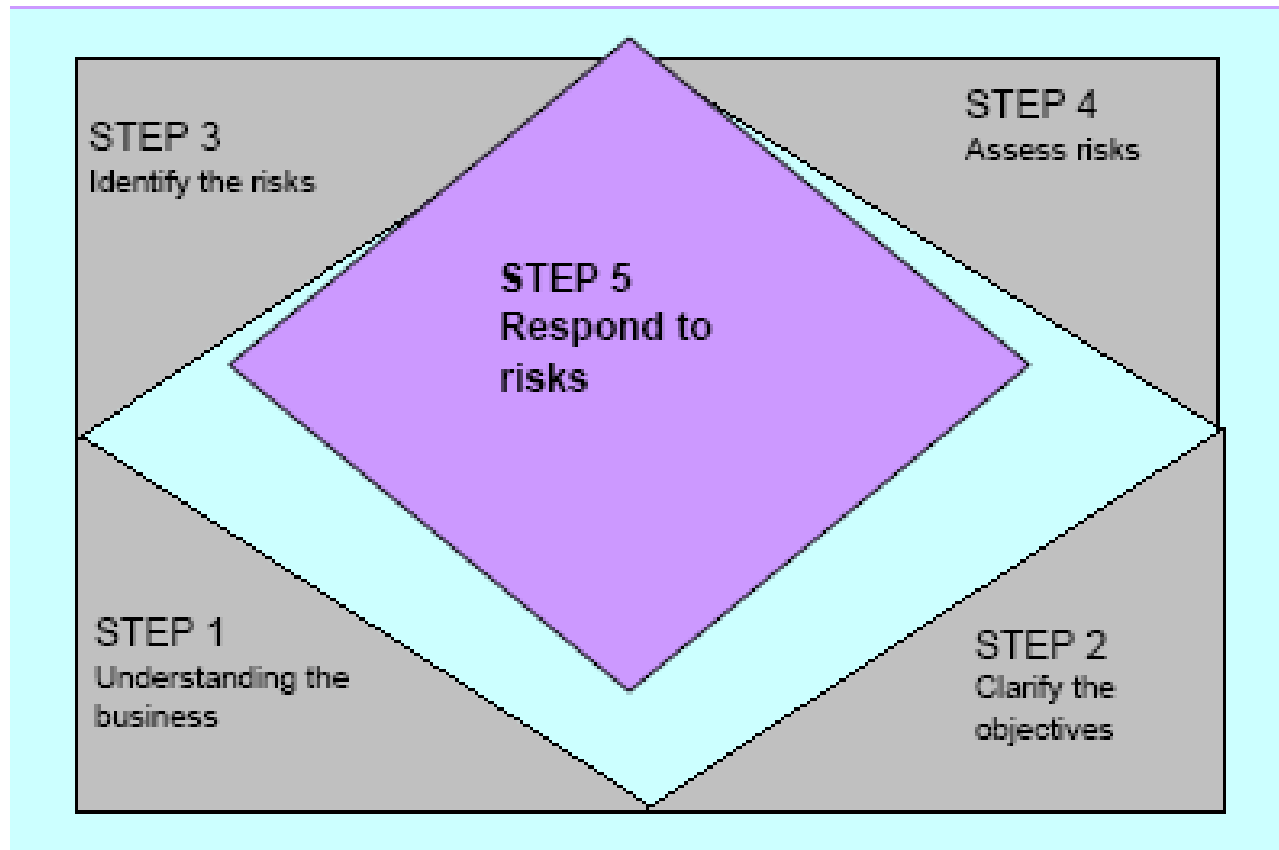 STEP 3
Identify the risks
STEP 4
Assess risks
STEP 5
Respond to
risks
STEP 1
Understanding the
business
STEP 2
Clarify the
objectives